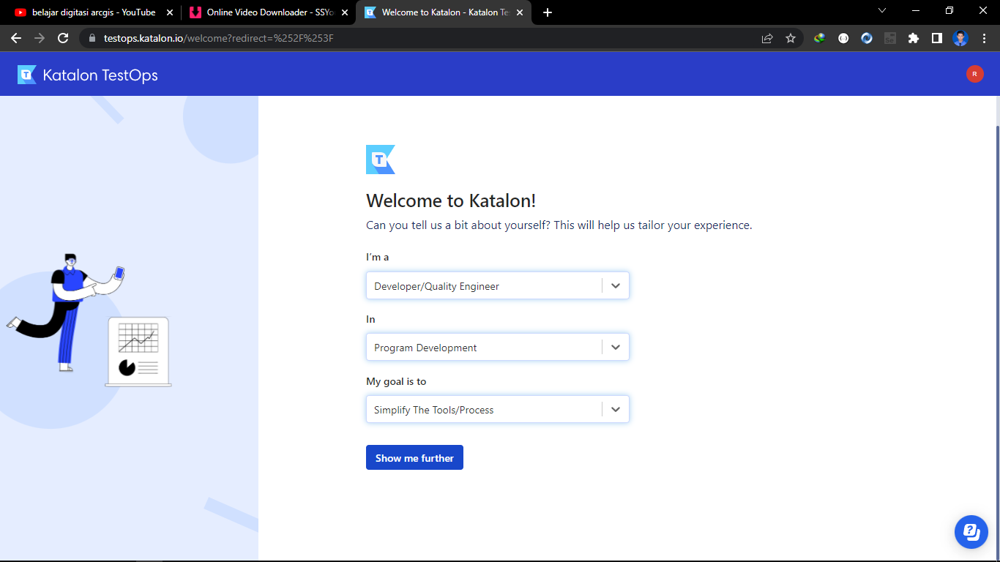 belajar digitasi arcgis - YouTube
Online Video Downloader - SSYo
Welcome to Katalon - Katalon Te
testops.katalon.io/welcome?redirect=%252F%253F
Katalon TestOps
R
T
Welcome to Katalon!
Can you tell us a bit about yourself? This will help us tailor your experience.
I'm a
Developer/Quality Engineer
In
Program Development
My goal is to
Simplify The Tools/Process
Show me further